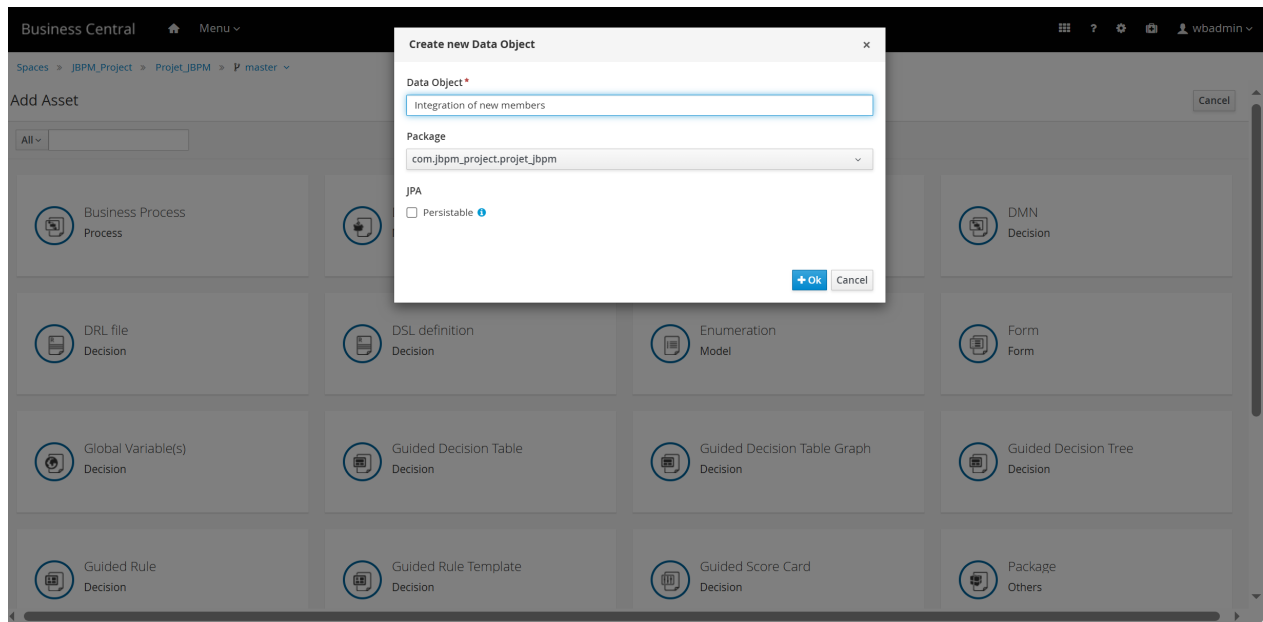 Business Central Menu ? wbadmin
Spaces » JBPM_Project » Projet_JBPM » master
Add Asset
Cancel
All
Create new Data Object ×
Data Object*
Integration of new members
Package
com.jbpm_project.projet_jbpm
JPA
Persistable
+ Ok Cancel
Business Process
Process
DMN
Decision
DRL file
Decision
DSL definition
Decision
Enumeration
Model
Form
Form
Global Variable(s)
Decision
Guided Decision Table
Decision
Guided Decision Table Graph
Decision
Guided Decision Tree
Decision
Guided Rule
Decision
Guided Rule Template
Decision
Guided Score Card
Decision
Package
Others